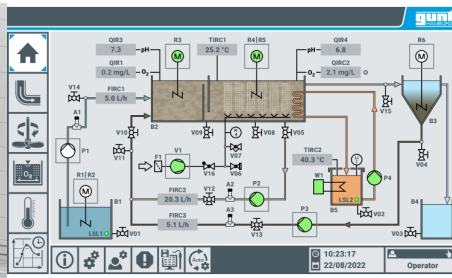 gunt
QIR3
7.3
pH
R3
TIRC1
25.2 °C
R4|R5
QIR4
6.8
pH
R6
QIR1
0.2 mg/L
O₂
QIRC2
2.1 mg/L
O₂
V14
FIRC1
5.0 L/h
A1
B2
V10
V09
V08
V05
V15
B3
P1
V11
F1
V1
V07
V16
V06
TIRC2
40.3 °C
V04
R1|R2
FIRC2
20.3 L/h
V12
A2
P2
W1
P4
LSL2
B5
V02
B1
LSL1
V01
FIRC3
5.1 L/h
A3
V13
P3
B4
V03
O₂
Auto
10:23:17
22/08/2022
Operator